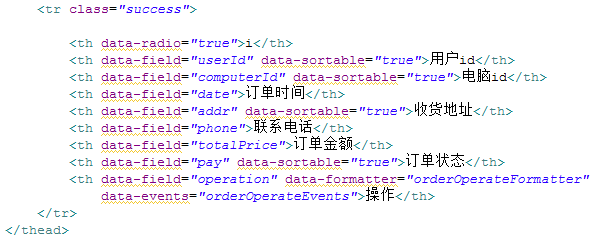 <tr class="success">
<th data-radio="true">i</th>
<th data-field="userId" data-sortable="true">用户id</th>
<th data-field="computerId" data-sortable="true">电脑id</th>
<th data-field="date">订单时间</th>
<th data-field="addr" data-sortable="true">收货地址</th>
<th data-field="phone">联系电话</th>
<th data-field="totalPrice">订单金额</th>
<th data-field="pay" data-sortable="true">订单状态</th>
<th data-field="operation" data-formatter="orderOperateFormatter"
data-events="orderOperateEvents">操作</th>
</tr>
</thead>